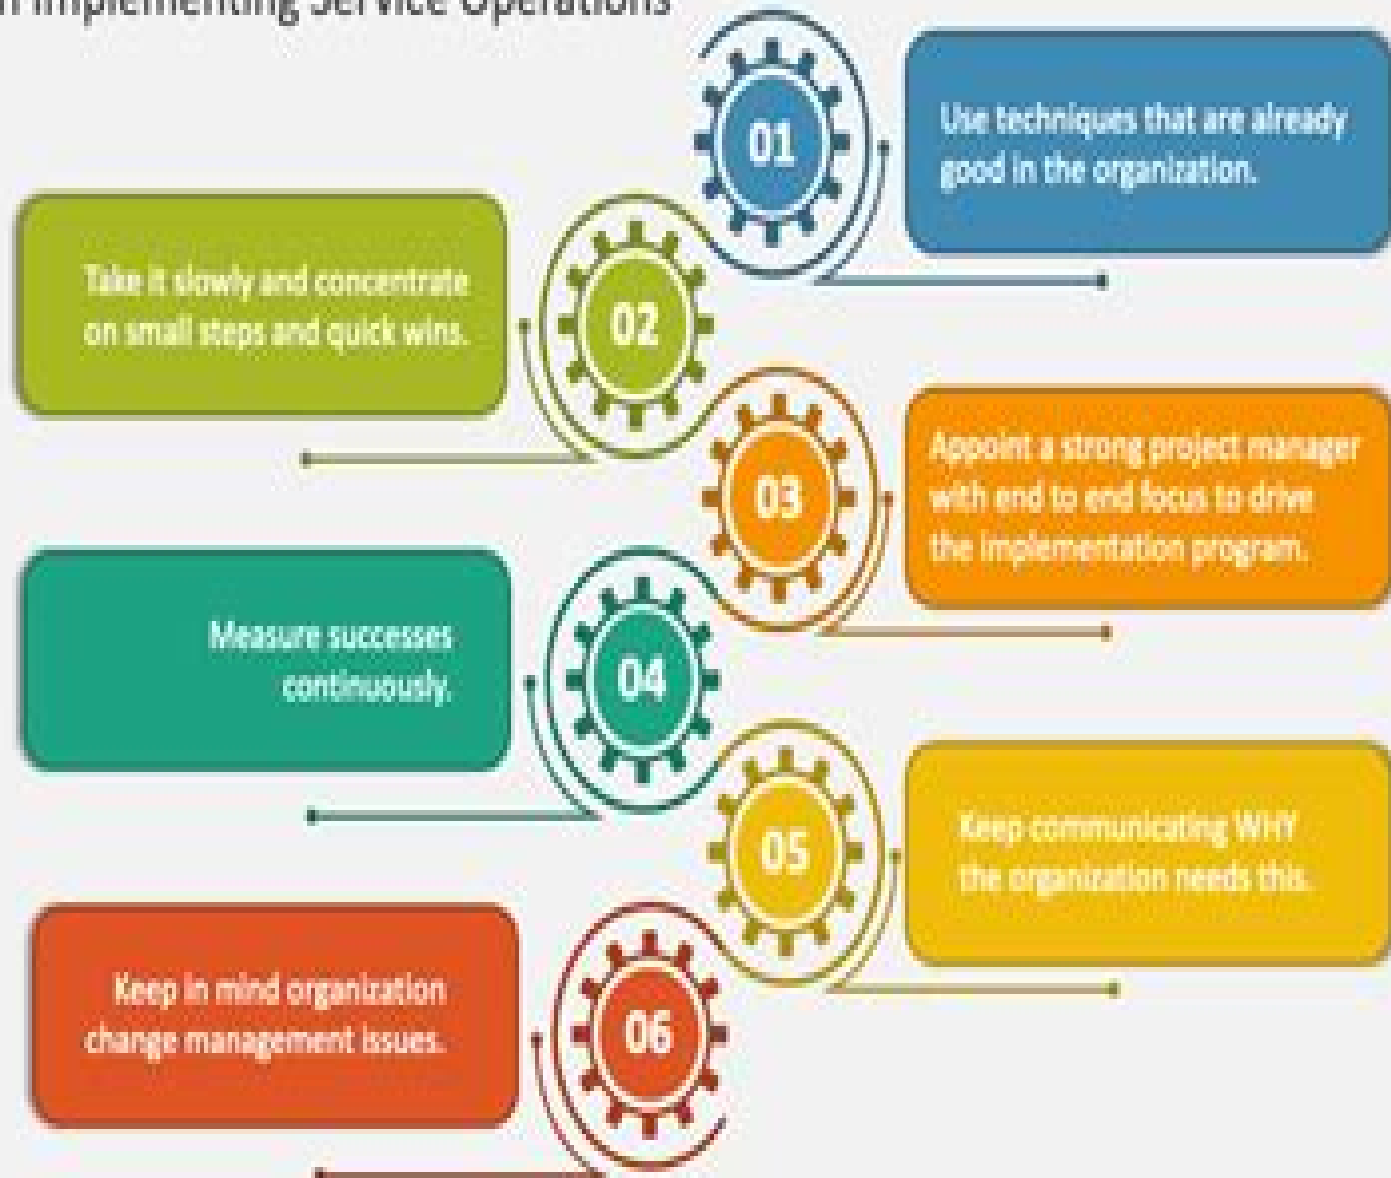 Implementing Service Operations
01
Use techniques that are already
good in the organization.
02
Take it slowly and concentrate
on small steps and quick wins.
03
Appoint a strong project manager
with end to end focus to drive
the implementation program.
04
Measure successes
continuously.
05
Keep communicating WHY
the organization needs this.
06
Keep in mind organization
change management issues.